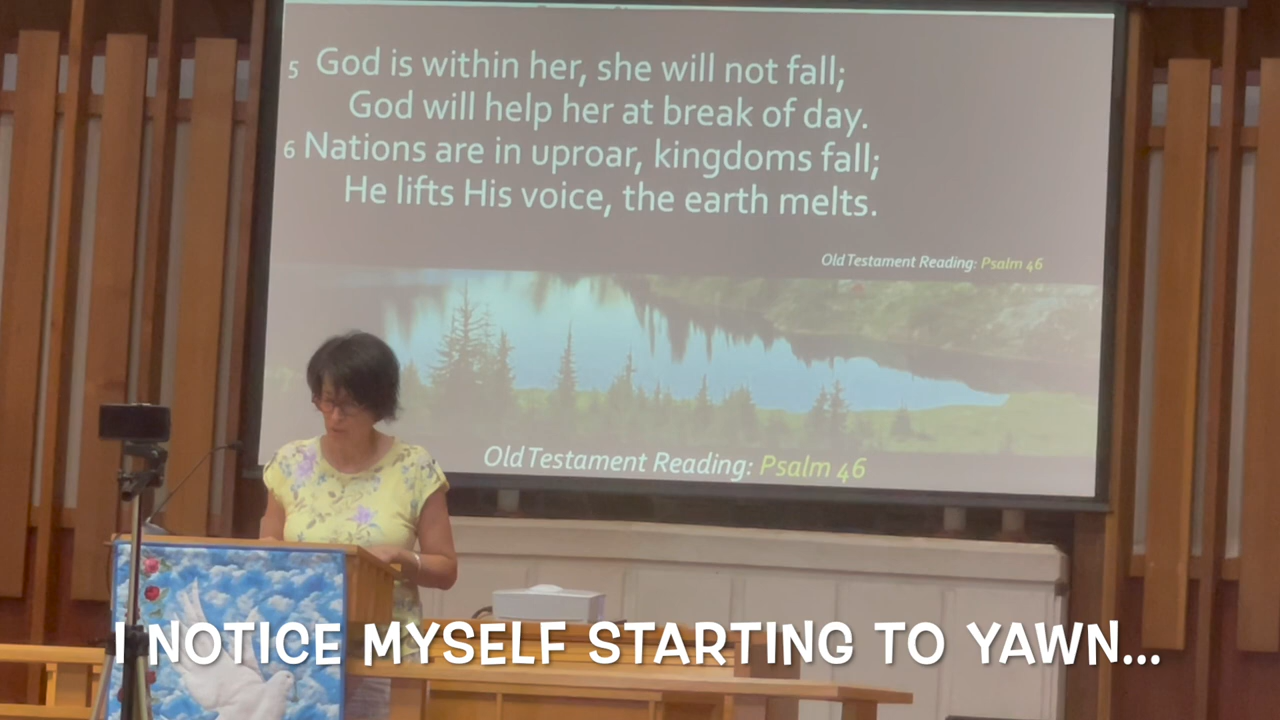 5 God is within her, she will not fall;
God will help her at break of day.
6 Nations are in uproar, kingdoms fall;
He lifts His voice, the earth melts.
Old Testament Reading: Psalm 46
Old Testament Reading: Psalm 46
I NOTICE MYSELF STARTING TO YAWN...